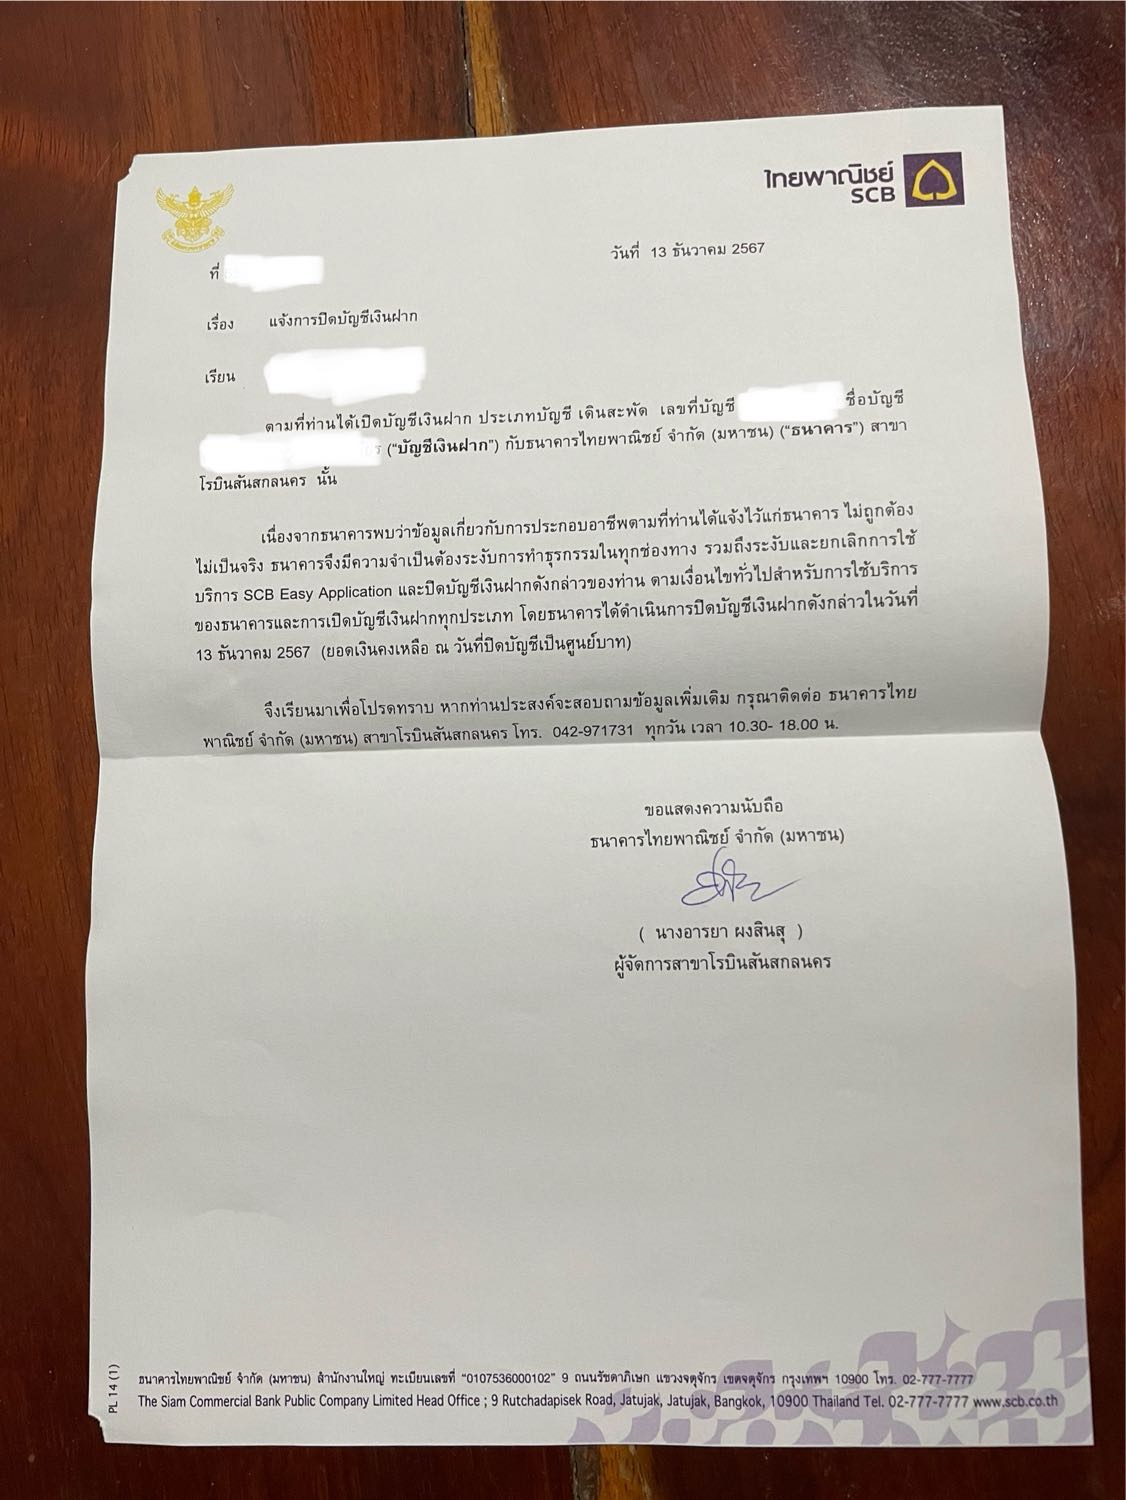 ไทยพาณิชย์
SCB
วันที่ 13 ธันวาคม 2567
ที่
เรื่อง แจ้งการปิดบัญชีเงินฝาก
เรียน
ตามที่ท่านได้เปิดบัญชีเงินฝาก ประเภทบัญชี เดินสะพัด เลขที่บัญชี ชื่อบัญชี
("บัญชีเงินฝาก") กับธนาคารไทยพาณิชย์ จำกัด (มหาชน) ("ธนาคาร") สาขา
โรบินสันสกลนคร นั้น
เนื่องจากธนาคารพบว่าข้อมูลเกี่ยวกับการประกอบอาชีพตามที่ท่านได้แจ้งไว้แก่ธนาคาร ไม่ถูกต้อง
ไม่เป็นจริง ธนาคารจึงมีความจำเป็นต้องระงับการทำธุรกรรมในทุกช่องทาง รวมถึงระงับและยกเลิกการใช้
บริการ SCB Easy Application และปิดบัญชีเงินฝากดังกล่าวของท่าน ตามเงื่อนไขทั่วไปสำหรับการใช้บริการ
ของธนาคารและการเปิดบัญชีเงินฝากทุกประเภท โดยธนาคารได้ดำเนินการปิดบัญชีเงินฝากดังกล่าวในวันที่
13 ธันวาคม 2567 (ยอดเงินคงเหลือ ณ วันที่ปิดบัญชีเป็นศูนย์บาท)
จึงเรียนมาเพื่อโปรดทราบ หากท่านประสงค์จะสอบถามข้อมูลเพิ่มเติม กรุณาติดต่อ ธนาคารไทย
พาณิชย์ จำกัด (มหาชน) สาขาโรบินสันสกลนคร โทร. 042-971731 ทุกวัน เวลา 10.30- 18.00 น.
ขอแสดงความนับถือ
ธนาคารไทยพาณิชย์ จำกัด (มหาชน)
( นางอารยา ผงสินสุ )
ผู้จัดการสาขาโรบินสันสกลนคร
PL 14 (1)
ธนาคารไทยพาณิชย์ จำกัด (มหาชน) สำนักงานใหญ่ ทะเบียนเลขที่ "0107536000102" 9 ถนนรัชดาภิเษก แขวงจตุจักร เขตจตุจักร กรุงเทพฯ 10900 โทร. 02-777-7777
The Siam Commercial Bank Public Company Limited Head Office ; 9 Rutchadapisek Road, Jatujak, Jatujak, Bangkok, 10900 Thailand Tel. 02-777-7777 www.scb.co.th